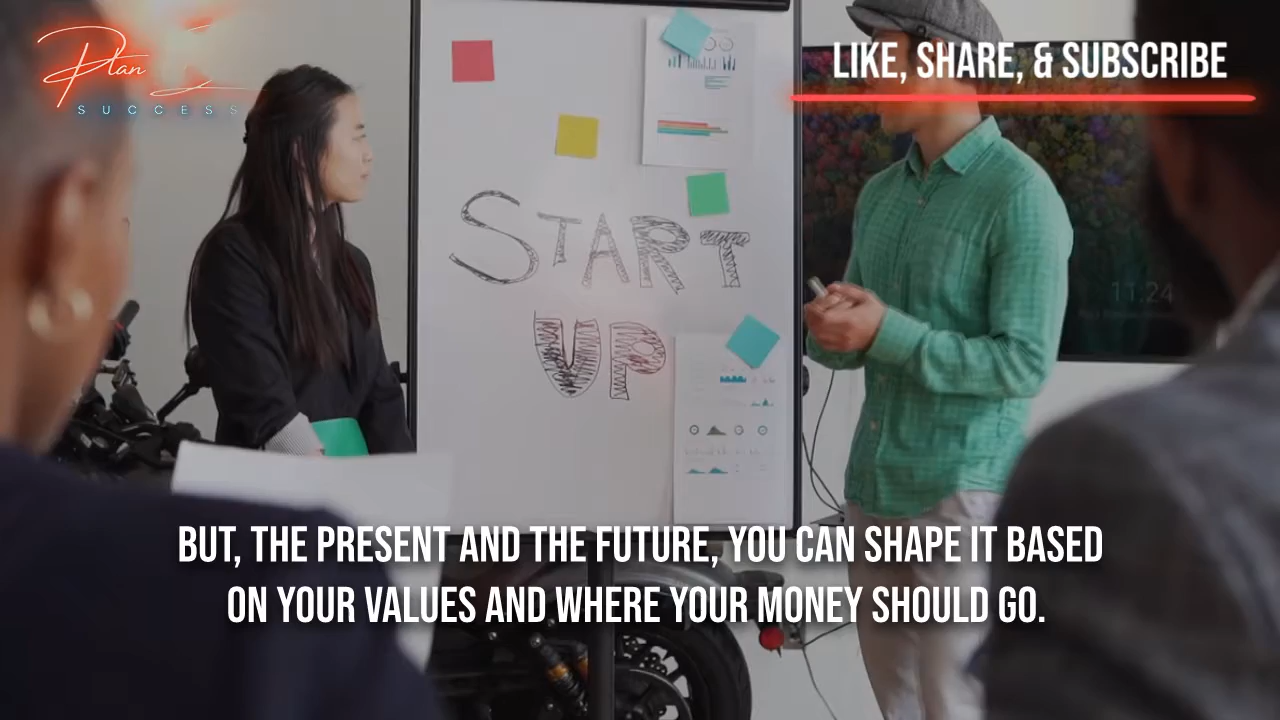 Plan
SUCCESS
LIKE, SHARE, & SUBSCRIBE
START
UP
11:24
BUT, THE PRESENT AND THE FUTURE, YOU CAN SHAPE IT BASED
ON YOUR VALUES AND WHERE YOUR MONEY SHOULD GO.